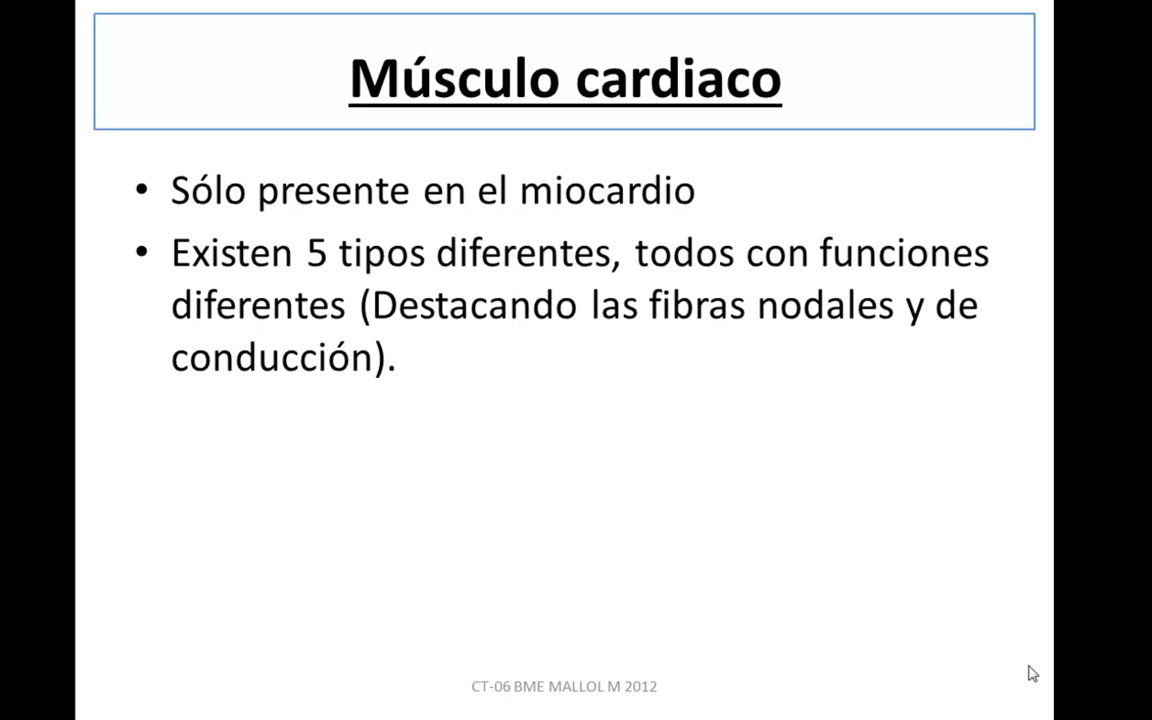 Músculo cardiaco
• Sólo presente en el miocardio
• Existen 5 tipos diferentes, todos con funciones
diferentes (Destacando las fibras nodales y de
conducción).
CT-06 BME MALLOL M 2012